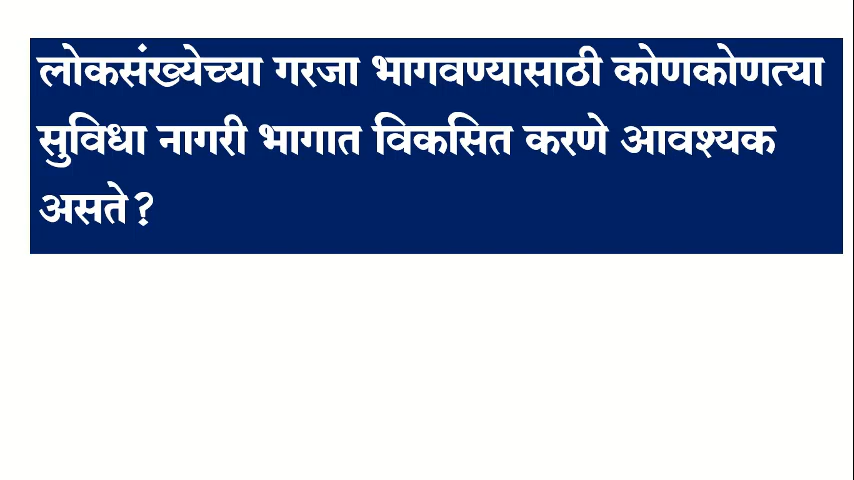 लोकसंख्येच्या गरजा भागवण्यासाठी कोणकोणत्या
सुविधा नागरी भागात विकसित करणे आवश्यक
असते?